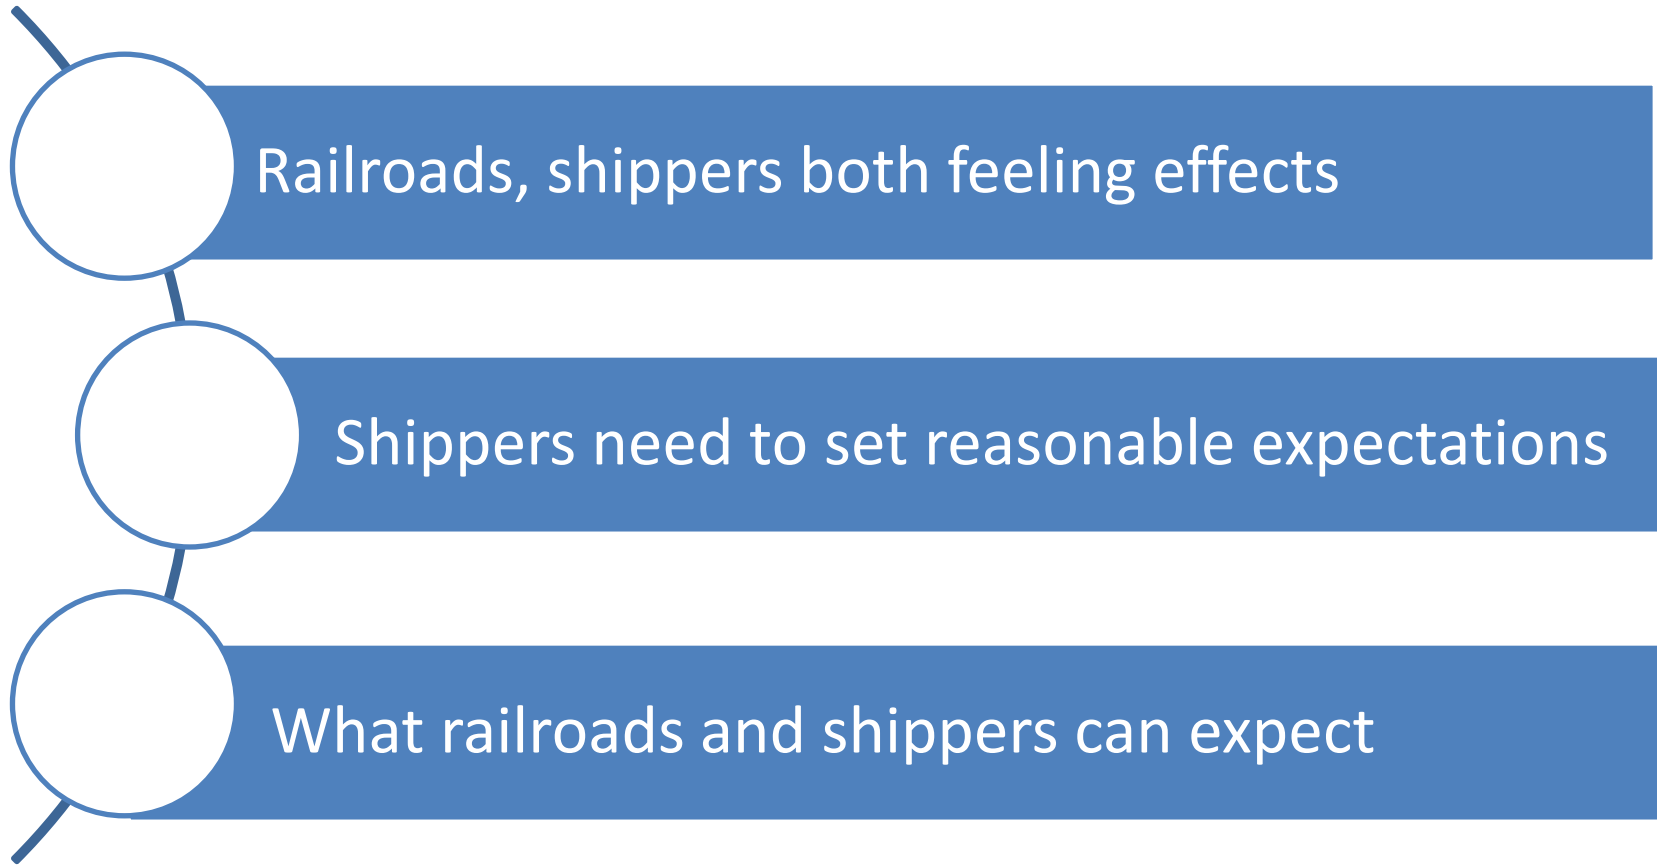 Railroads, shippers both feeling effects
Shippers need to set reasonable expectations
What railroads and shippers can expect